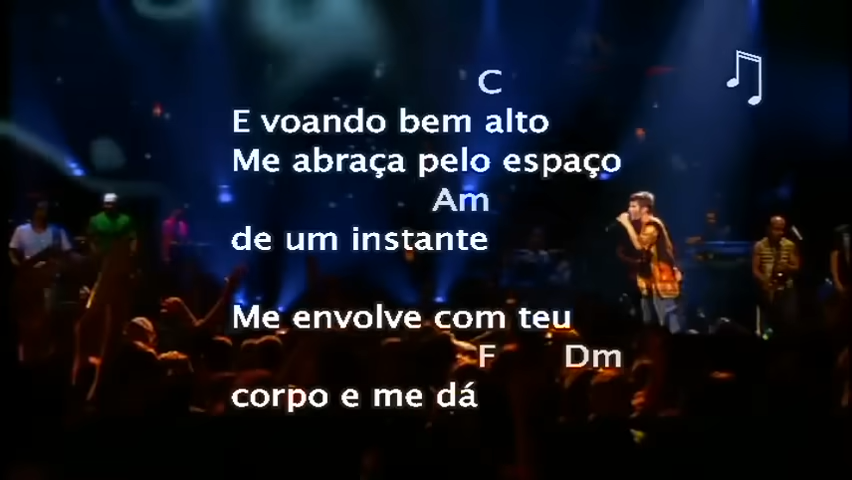 C
E voando bem alto
Me abraça pelo espaço
Am
de um instante
Me envolve com teu
F Dm
corpo e me dá